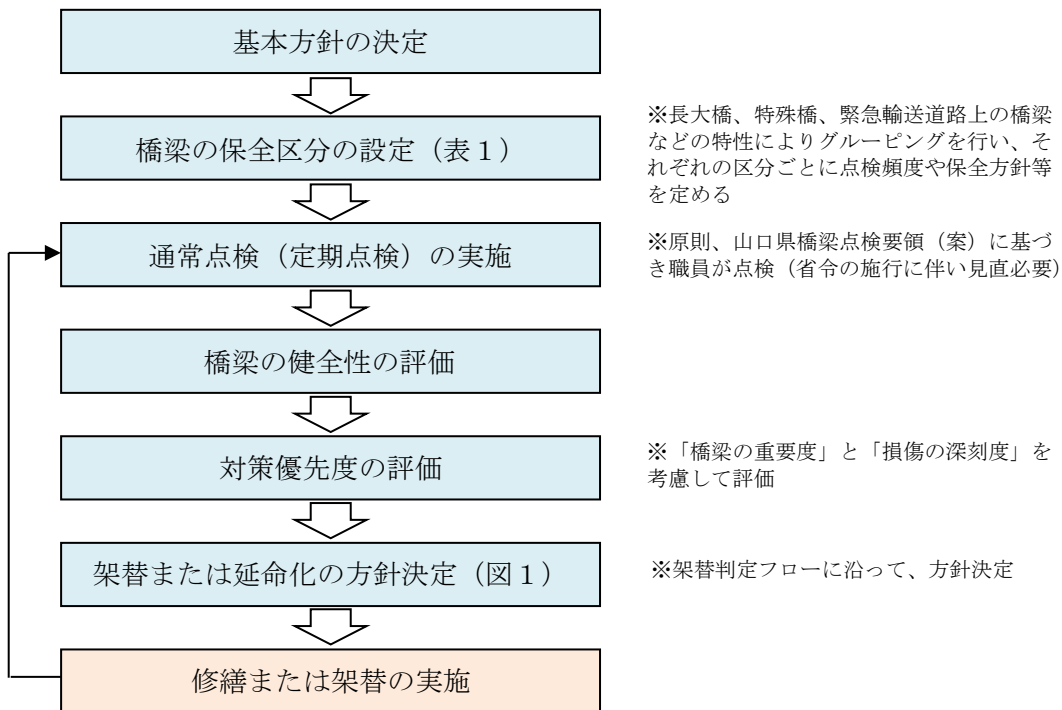 基本方針の決定
橋梁の保全区分の設定（表１）
※長大橋、特殊橋、緊急輸送道路上の橋梁
などの特性によりグルーピングを行い、そ
れぞれの区分ごとに点検頻度や保全方針等
を定める
通常点検（定期点検）の実施
※原則、山口県橋梁点検要領（案）に基づ
き職員が点検（省令の施行に伴い見直必要）
橋梁の健全性の評価
対策優先度の評価
※「橋梁の重要度」と「損傷の深刻度」を
考慮して評価
架替または延命化の方針決定（図１）
※架替判定フローに沿って、方針決定
修繕または架替の実施